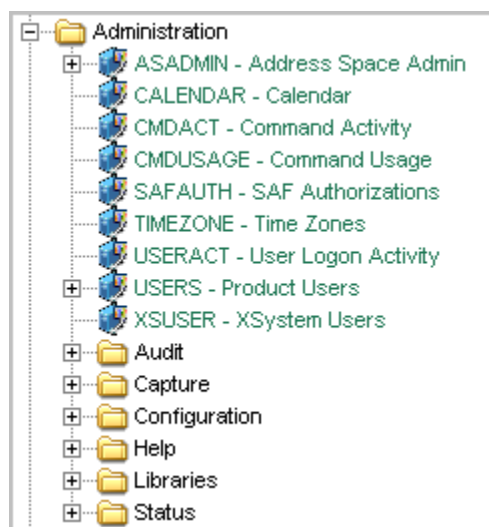 Administration
ASADMIN - Address Space Admin
CALENDAR - Calendar
CMDACT - Command Activity
CMDUSAGE - Command Usage
SAFAUTH - SAF Authorizations
TIMEZONE - Time Zones
USERACT - User Logon Activity
USERS - Product Users
XSUSER - XSystem Users
Audit
Capture
Configuration
Help
Libraries
Status